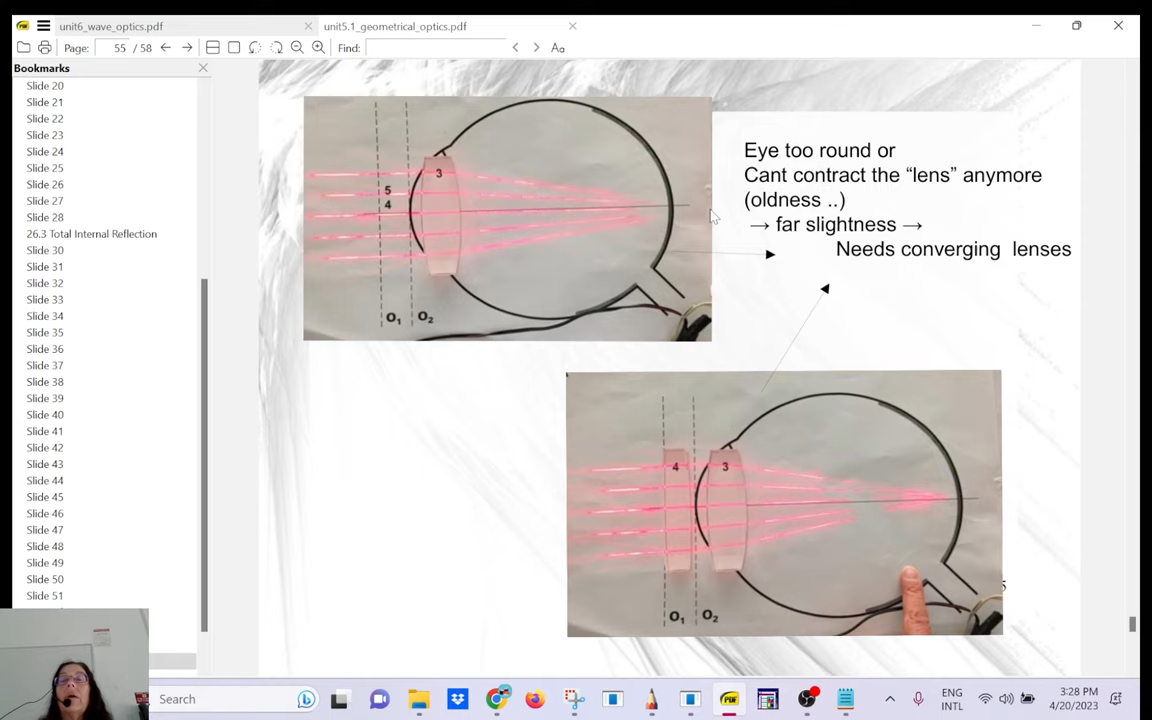 unit6_wave_optics.pdf
unit5.1_geometrical_optics.pdf
Page: 55 / 58
Find:
Aa
Bookmarks
Slide 20
Slide 21
Slide 22
Slide 23
Slide 24
Slide 25
Slide 26
Slide 27
Slide 28
26.3 Total Internal Reflection
Slide 30
Slide 31
Slide 32
Slide 33
Slide 34
Slide 35
Slide 36
Slide 37
Slide 38
Slide 39
Slide 40
Slide 41
Slide 42
Slide 43
Slide 44
Slide 45
Slide 46
Slide 47
Slide 48
Slide 49
Slide 50
Slide 51
3
5
4
O1 O2
Eye too round or
Cant contract the “lens” anymore
(oldness ..)
→ far slightness →
Needs converging lenses
4 3
O1 O2
5
Search
ENG
INTL
3:28 PM
4/20/2023